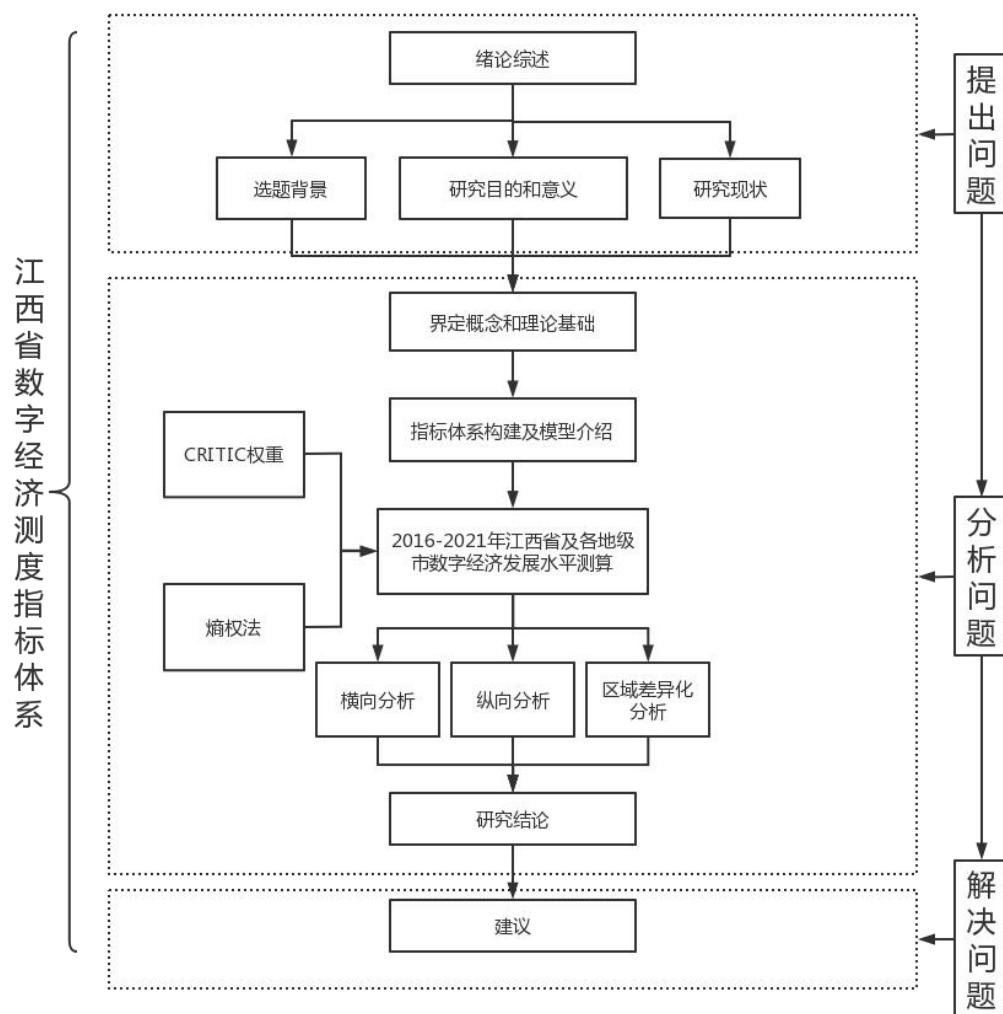 江西省数字经济测度指标体系
绪论综述
选题背景
研究目的和意义
研究现状
提出问题
界定概念和理论基础
指标体系构建及模型介绍
CRITIC权重
熵权法
2016-2021年江西省及各地级
市数字经济发展水平测算
横向分析
纵向分析
区域差异化
分析
研究结论
分析问题
建议
解决问题